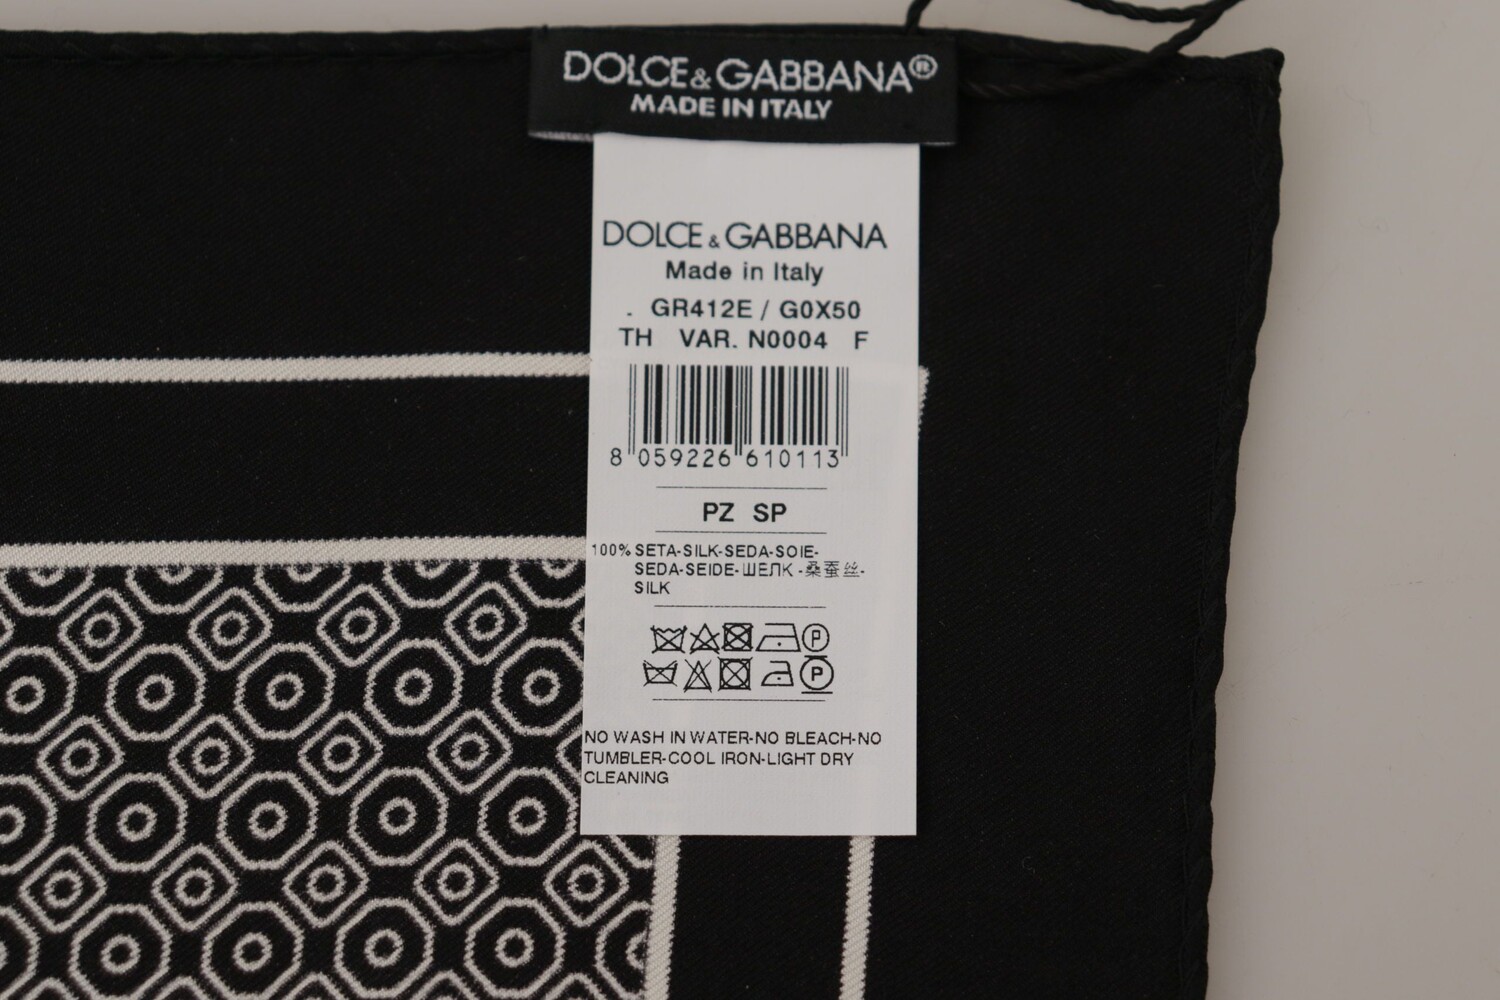 DOLCE&GABBANA®
MADE IN ITALY
DOLCE & GABBANA
Made in Italy
. GR412E / G0X50
TH VAR. N0004 F
8 059226 610113
PZ SP
100% SETA-SILK-SEDA-SOIE-
SEDA-SEIDE-ШЕЛК -桑蚕丝-
SILK
P
P
NO WASH IN WATER-NO BLEACH-NO
TUMBLER-COOL IRON-LIGHT DRY
CLEANING